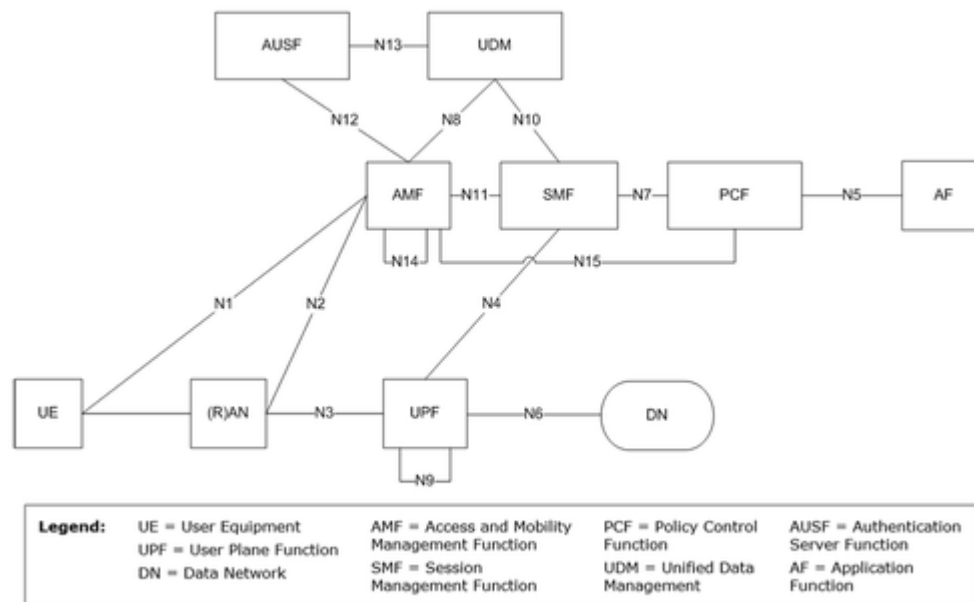 AUSF N13 UDM
N12 N8 N10
AMF N11 SMF N7 PCF N5 AF
N14 N15
N1 N2 N4
UE (R)AN N3 UPF N6 DN
N9
Legend:
UE = User Equipment
UPF = User Plane Function
DN = Data Network
AMF = Access and Mobility
Management Function
SMF = Session
Management Function
PCF = Policy Control
Function
UDM = Unified Data
Management
AUSF = Authentication
Server Function
AF = Application
Function